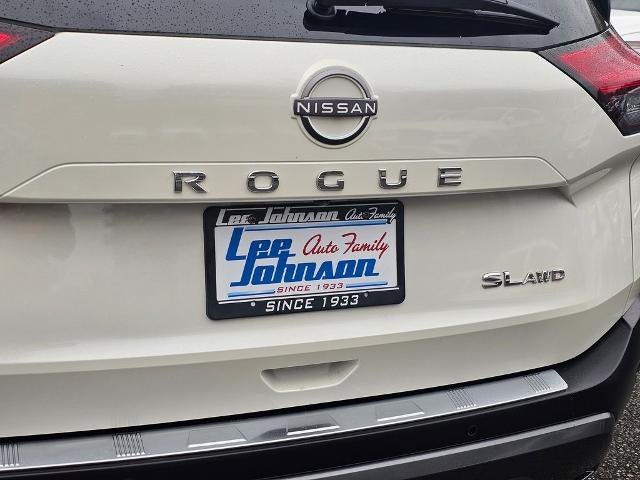 NISSAN
ROGUE
Lee Johnson Auto Family
Lee Auto Family
Johnson
SINCE 1933
SINCE 1933
SL AWD